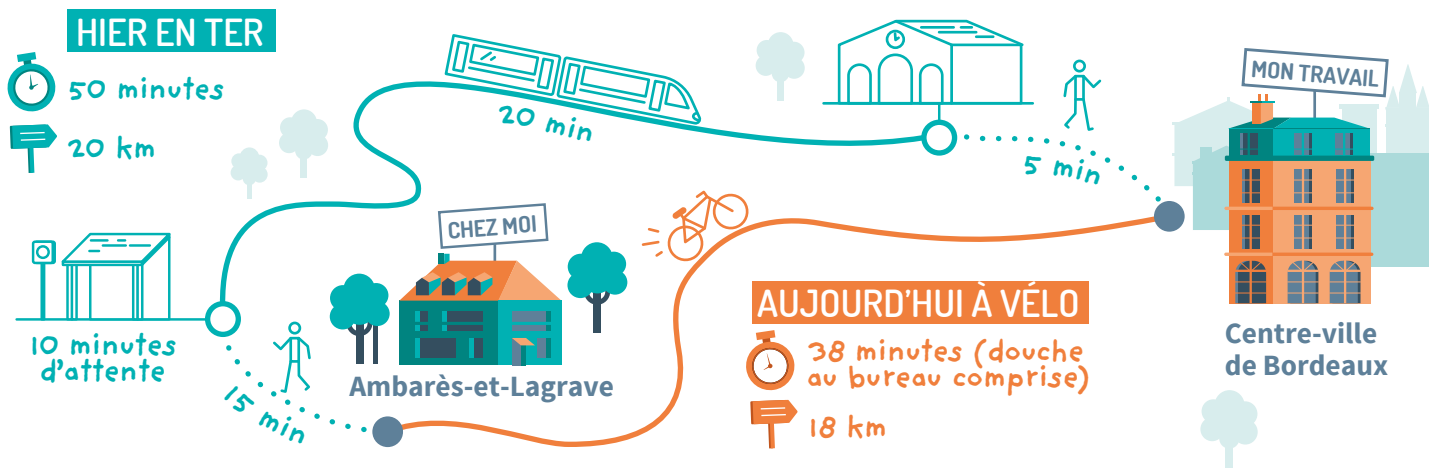 HIER EN TER
50 minutes
20 km
20 min
5 min
MON TRAVAIL
CHEZ MOI
10 minutes
d'attente
15 min
Ambarès-et-Lagrave
AUJOURD'HUI À VÉLO
38 minutes (douche
au bureau comprise)
18 km
Centre-ville
de Bordeaux